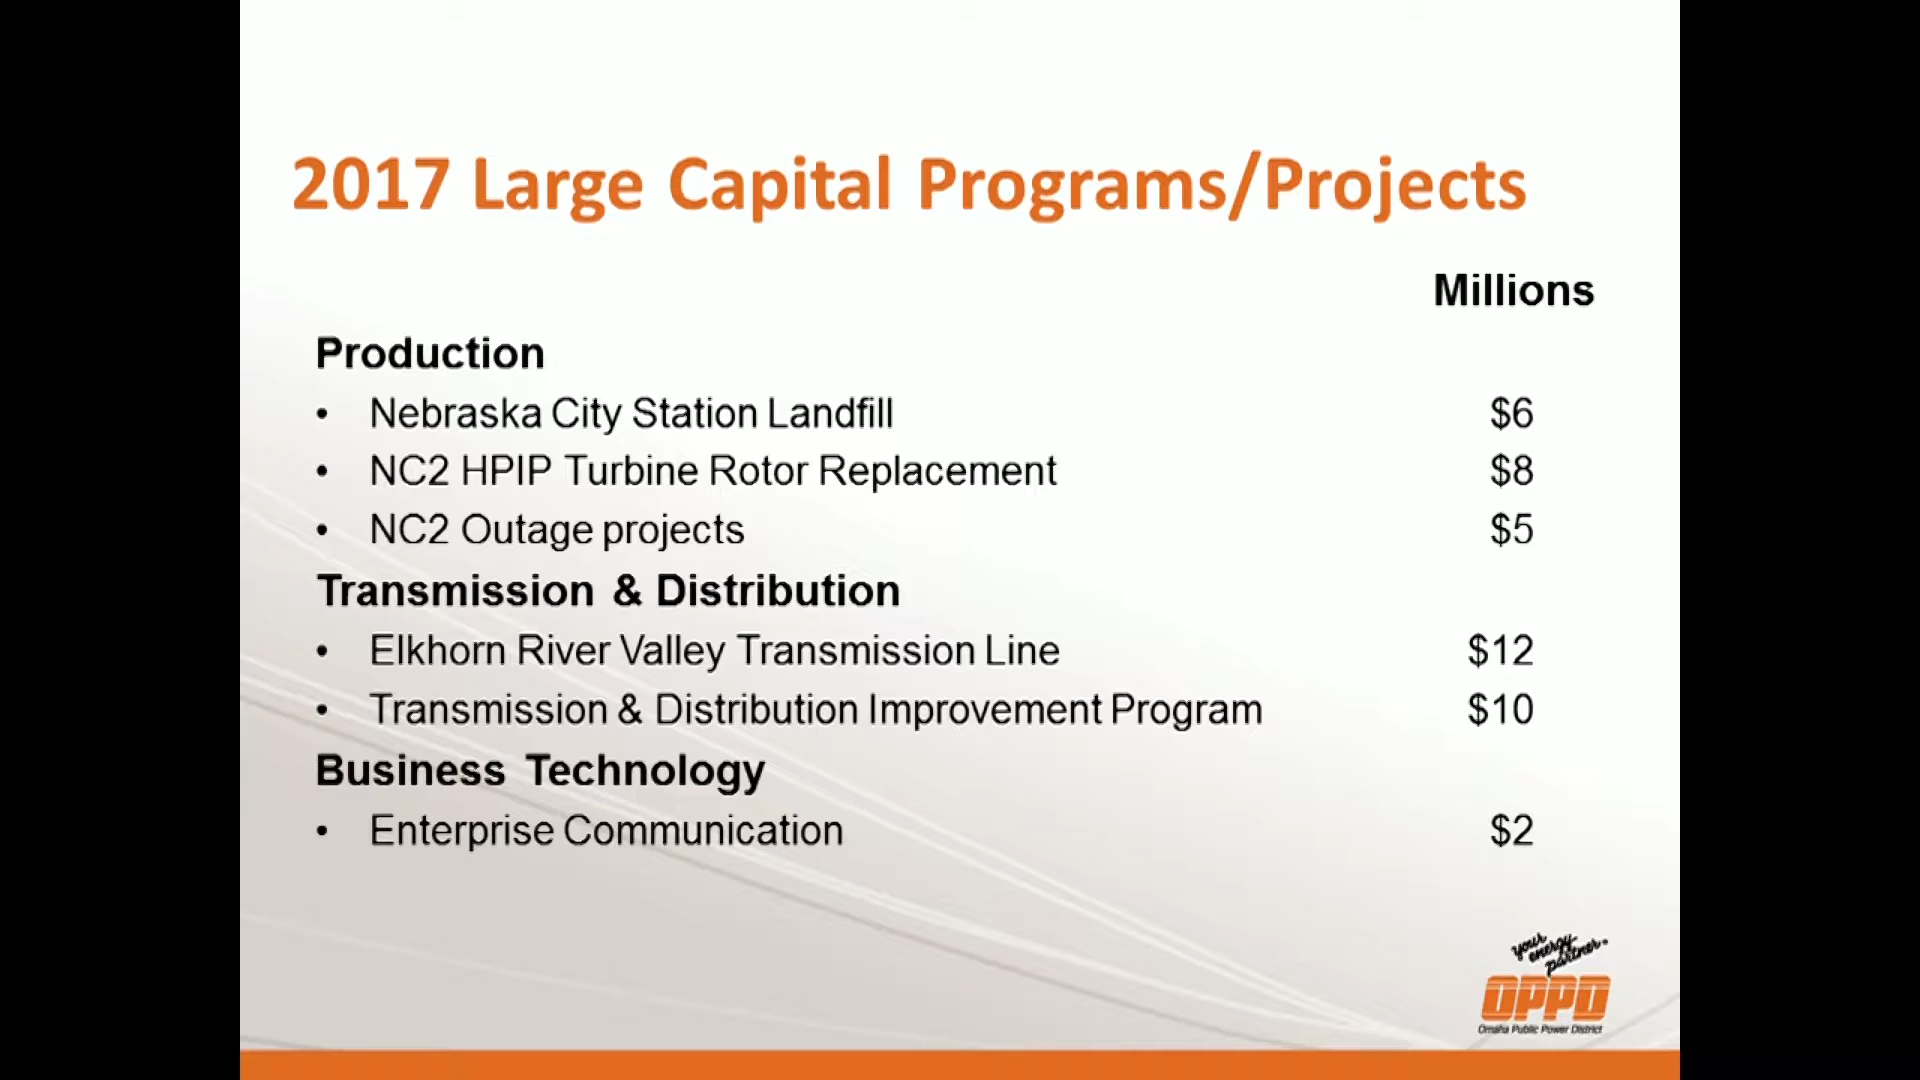 2017 Large Capital Programs/Projects
Millions
Production
• Nebraska City Station Landfill $6
• NC2 HPIP Turbine Rotor Replacement $8
• NC2 Outage projects $5
Transmission & Distribution
• Elkhorn River Valley Transmission Line $12
• Transmission & Distribution Improvement Program $10
Business Technology
• Enterprise Communication $2
your
energy
partner.
OPPD
Omaha Public Power District